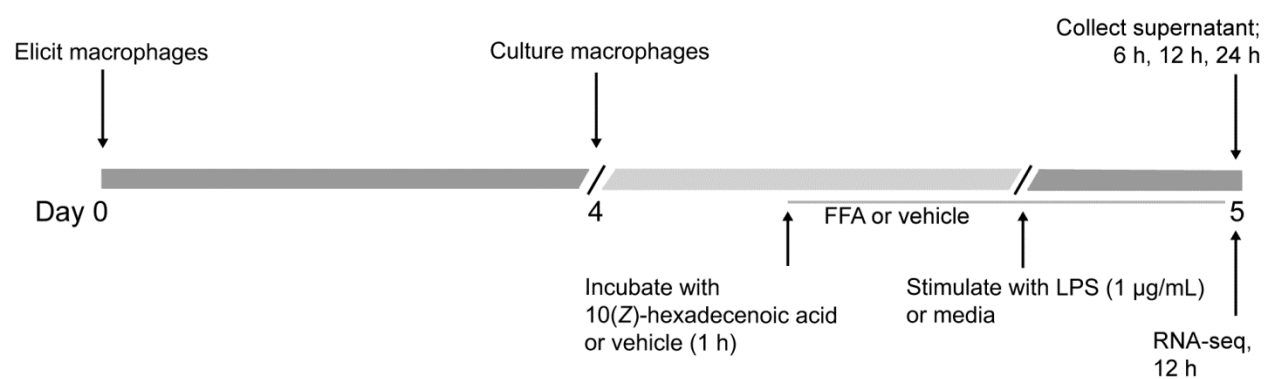 Elicit macrophages
Culture macrophages
Collect supernatant;
6 h, 12 h, 24 h
Day 0
4
FFA or vehicle
5
Incubate with
10(Z)-hexadecenoic acid
or vehicle (1 h)
Stimulate with LPS (1 µg/mL)
or media
RNA-seq,
12 h